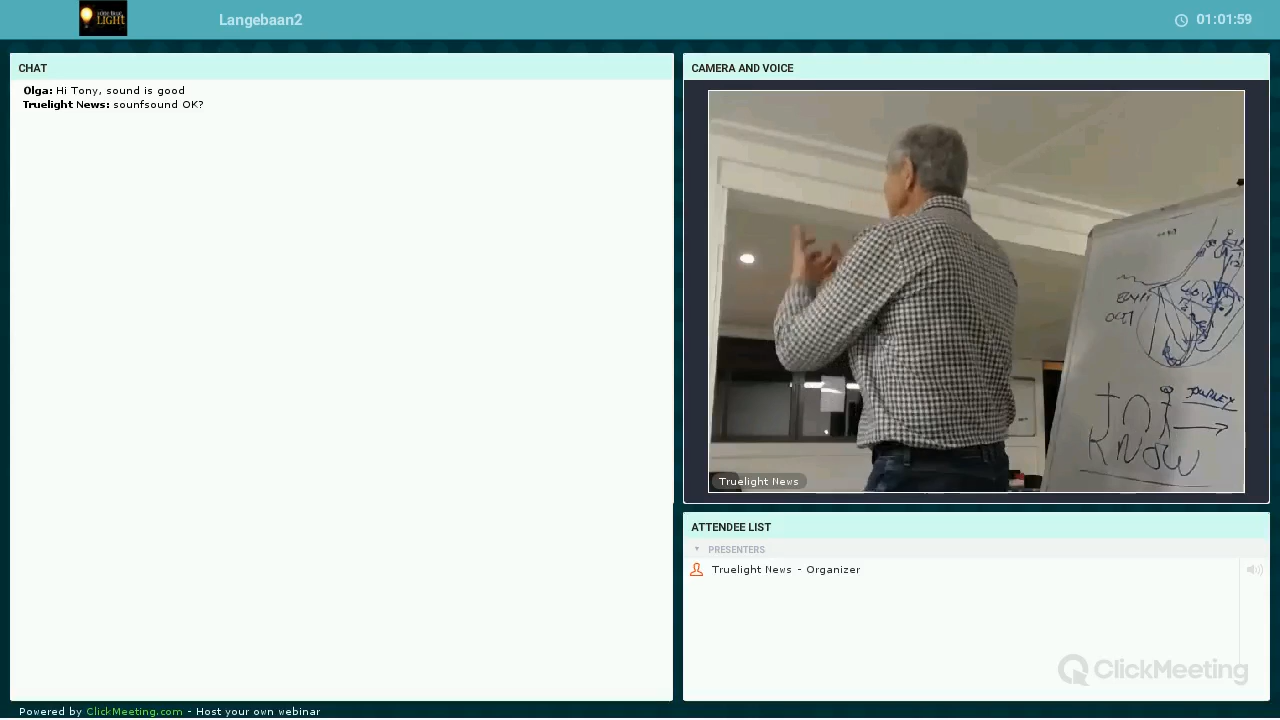 LIGHT
Langebaan2
01:01:59
CHAT
Olga: Hi Tony, sound is good
Truelight News: sounfsound OK?
CAMERA AND VOICE
JOURNEY
KNOW
Truelight News
ATTENDEE LIST
PRESENTERS
Truelight News - Organizer
ClickMeeting
Powered by ClickMeeting.com - Host your own webinar